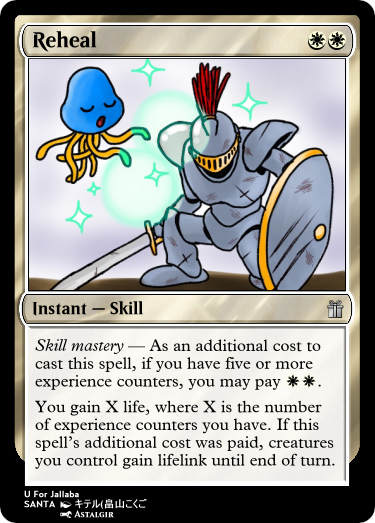 Reheal
Instant — Skill
Skill mastery — As an additional cost to
cast this spell, if you have five or more
experience counters, you may pay
You gain X life, where X is the number
of experience counters you have. If this
spell's additional cost was paid, creatures
you control gain lifelink until end of turn.
U For Jallaba
SANTA キテル(畠山こくご
ASTALGIR